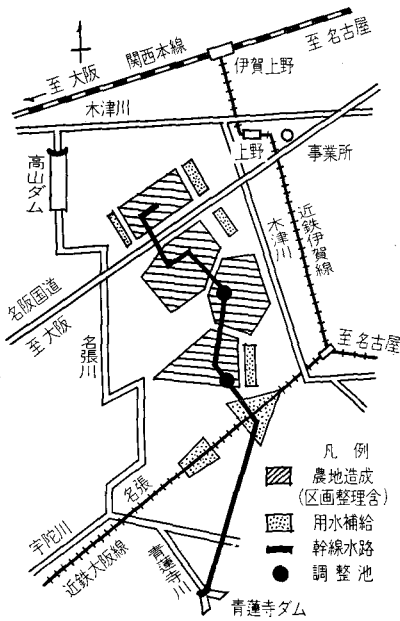 至 名古屋
関西本線
至 大阪
伊賀上野
木津川
高山ダム
上野
事業所
木津川
近鉄伊賀線
名阪国道
至 大阪
名張川
至 名古屋
名張
宇陀川
近鉄大阪線
青蓮寺川
青蓮寺ダム
凡例
農地造成
(区画整理含)
用水補給
幹線水路
調整池